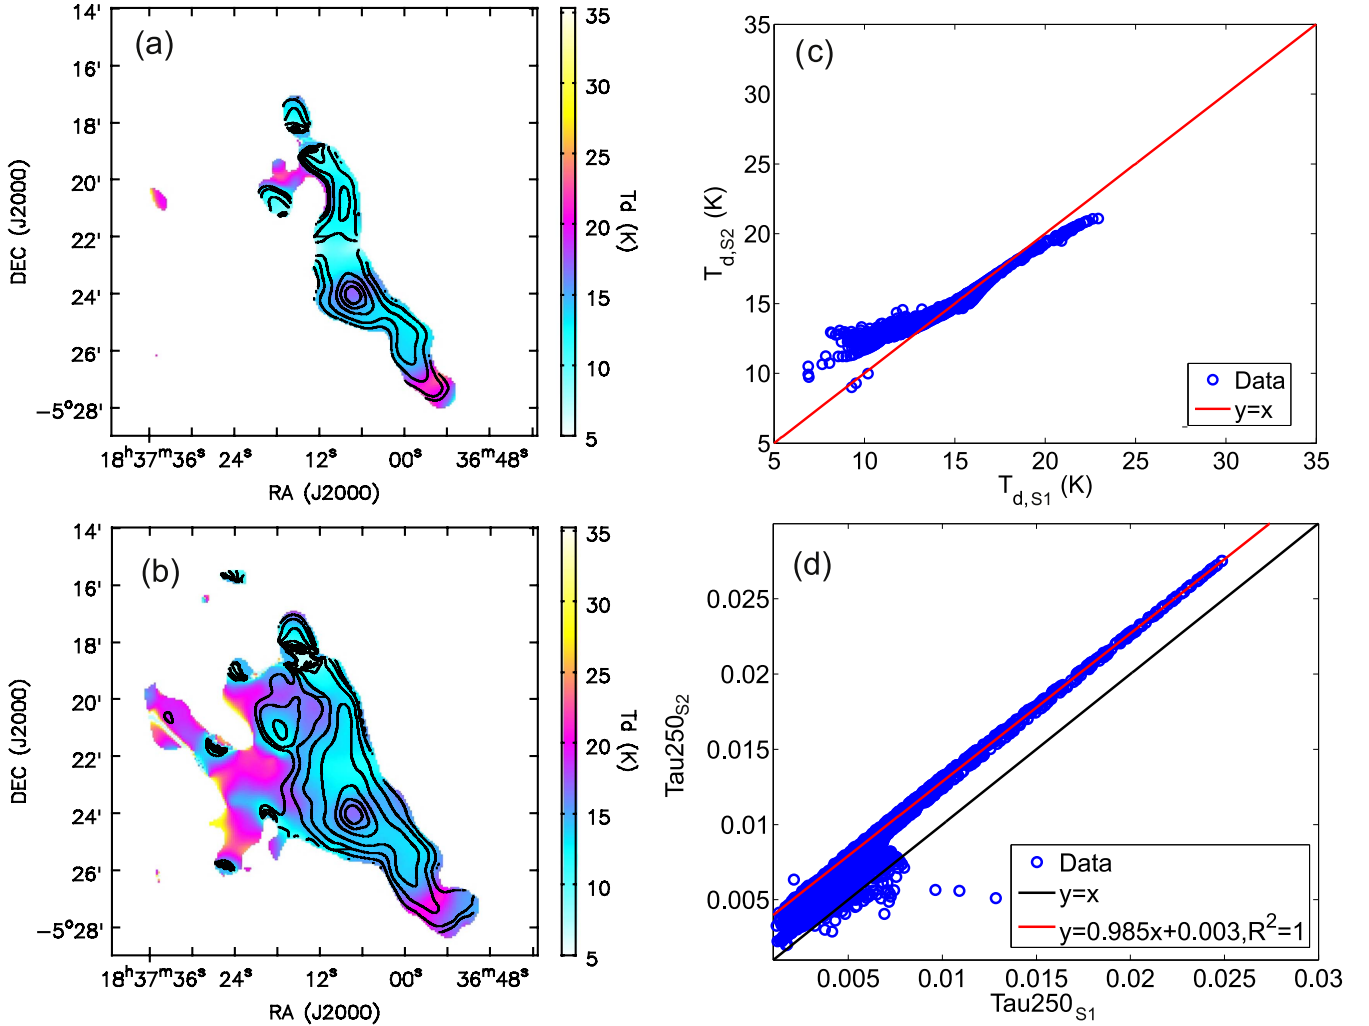 (a)
14'
16'
18'
20'
22'
24'
26'
−5°28'
DEC (J2000)
18ʰ37ᵐ36ˢ 24ˢ 12ˢ 00ˢ 36ᵐ48ˢ
RA (J2000)
35
30
25
20
15
10
5
Td (K)
(c)
35
30
25
20
15
10
5
T_d,S2 (K)
5 10 15 20 25 30 35
T_d,S1 (K)
Data
y=x
(b)
14'
16'
18'
20'
22'
24'
26'
−5°28'
DEC (J2000)
18ʰ37ᵐ36ˢ 24ˢ 12ˢ 00ˢ 36ᵐ48ˢ
RA (J2000)
35
30
25
20
15
10
5
Td (K)
(d)
0.025
0.02
0.015
0.01
0.005
Tau250_S2
0.005 0.01 0.015 0.02 0.025 0.03
Tau250_S1
Data
y=x
y=0.985x+0.003,R²=1